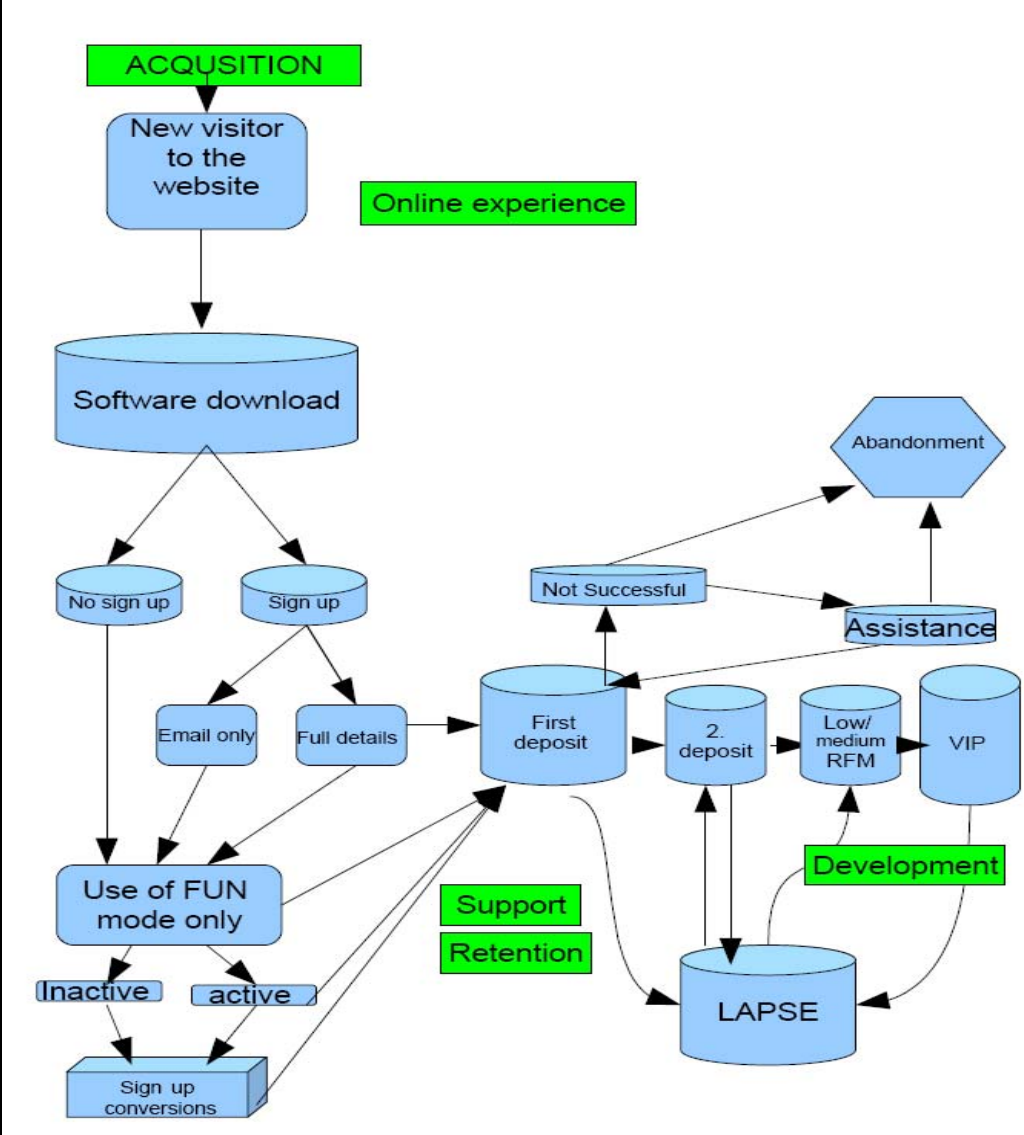 ACQUSITION
New visitor
to the
website
Online experience
Software download
Abandonment
No sign up
Sign up
Not Successful
Assistance
Email only
Full details
First
deposit
2.
deposit
Low/
medium
RFM
VIP
Use of FUN
mode only
Development
Support
Retention
Inactive
active
LAPSE
Sign up
conversions